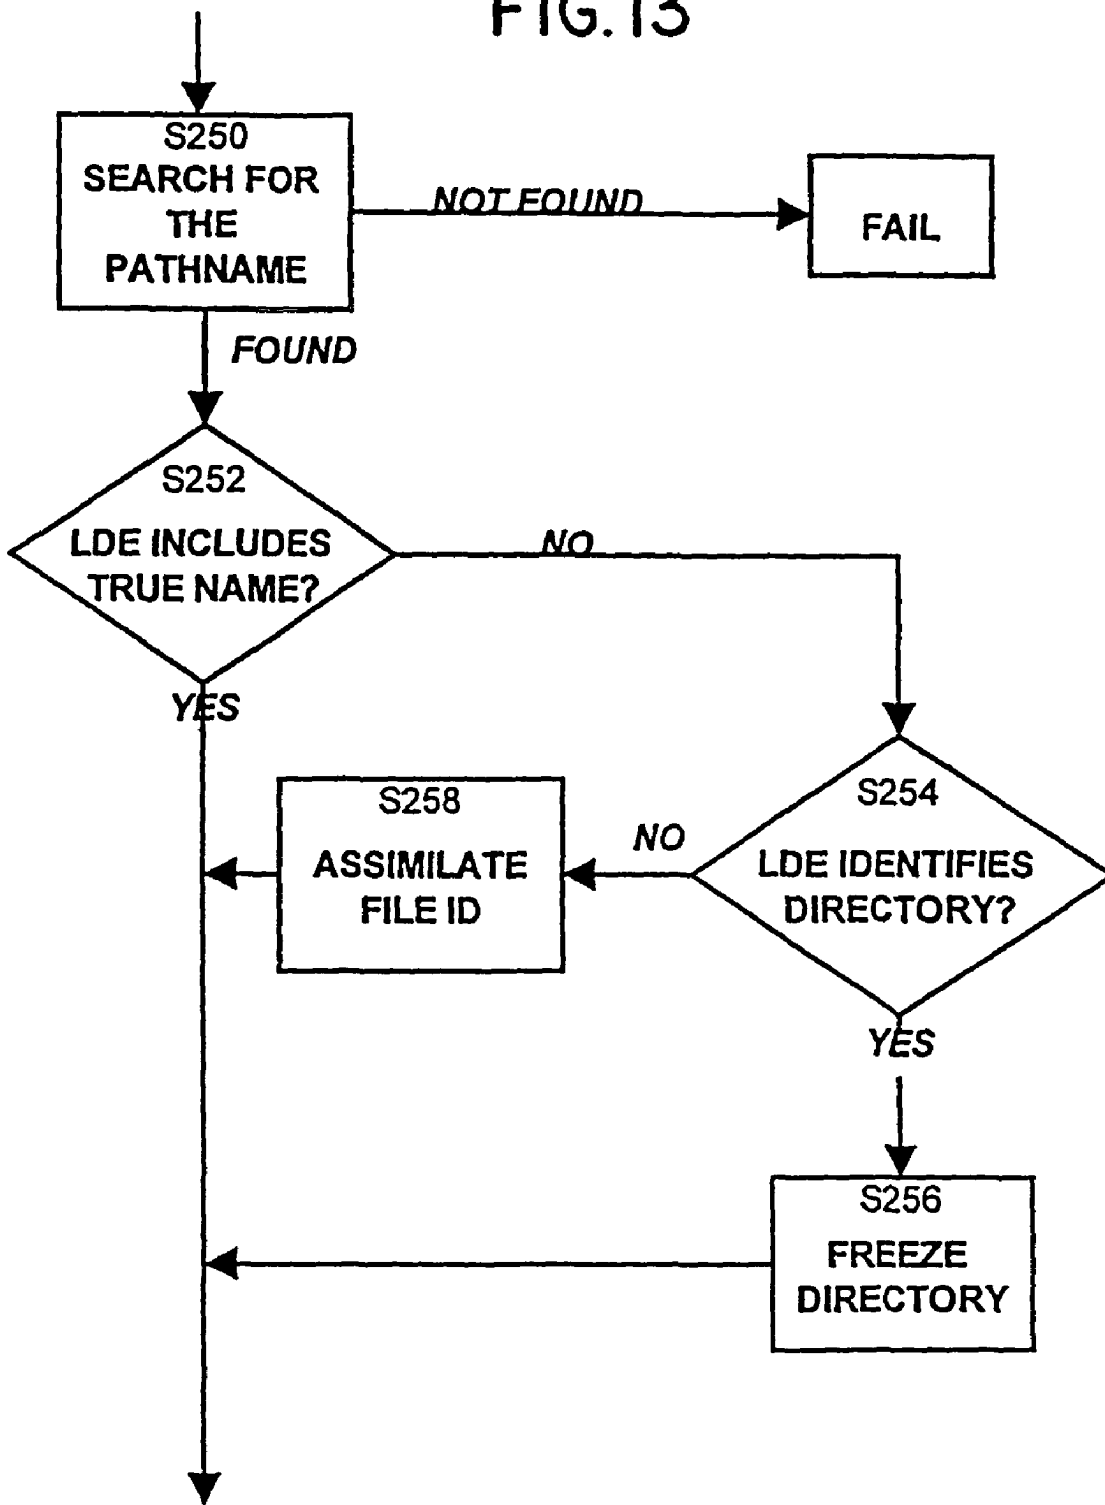 FIG. 13
S250
SEARCH FOR
THE
PATHNAME
NOT FOUND
FAIL
FOUND
S252
LDE INCLUDES
TRUE NAME?
NO
YES
S254
LDE IDENTIFIES
DIRECTORY?
NO
S258
ASSIMILATE
FILE ID
YES
S256
FREEZE
DIRECTORY